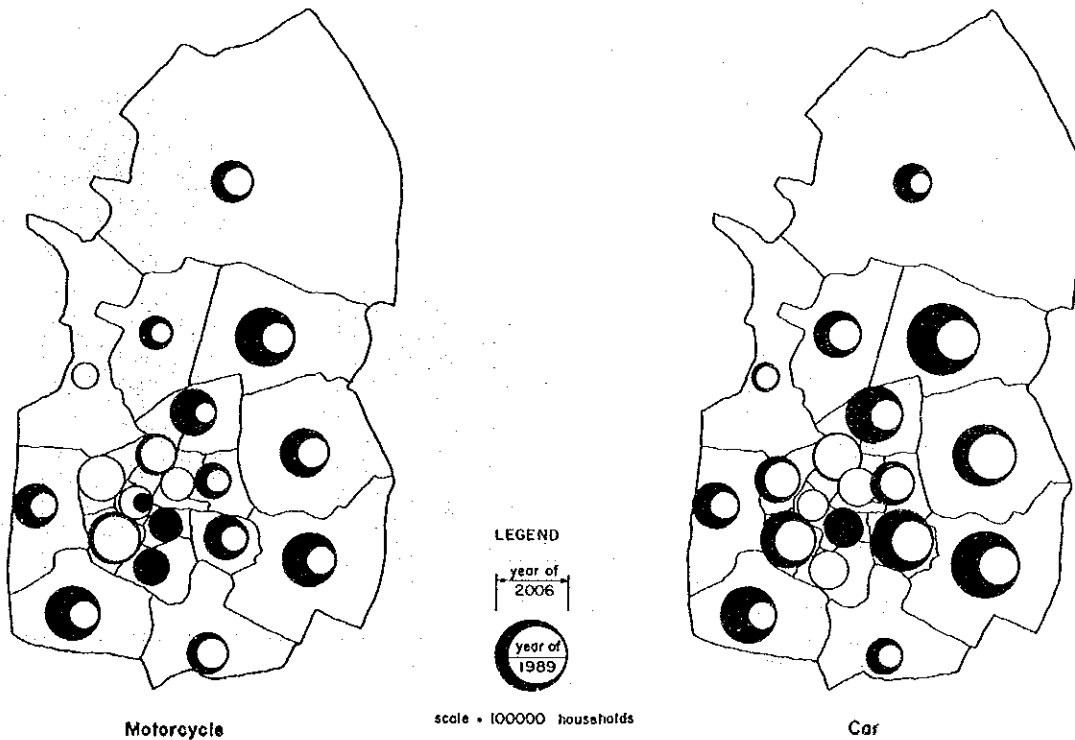 LEGEND
year of
2006
year of
1989
scale • 100000 households
Motorcycle
Car